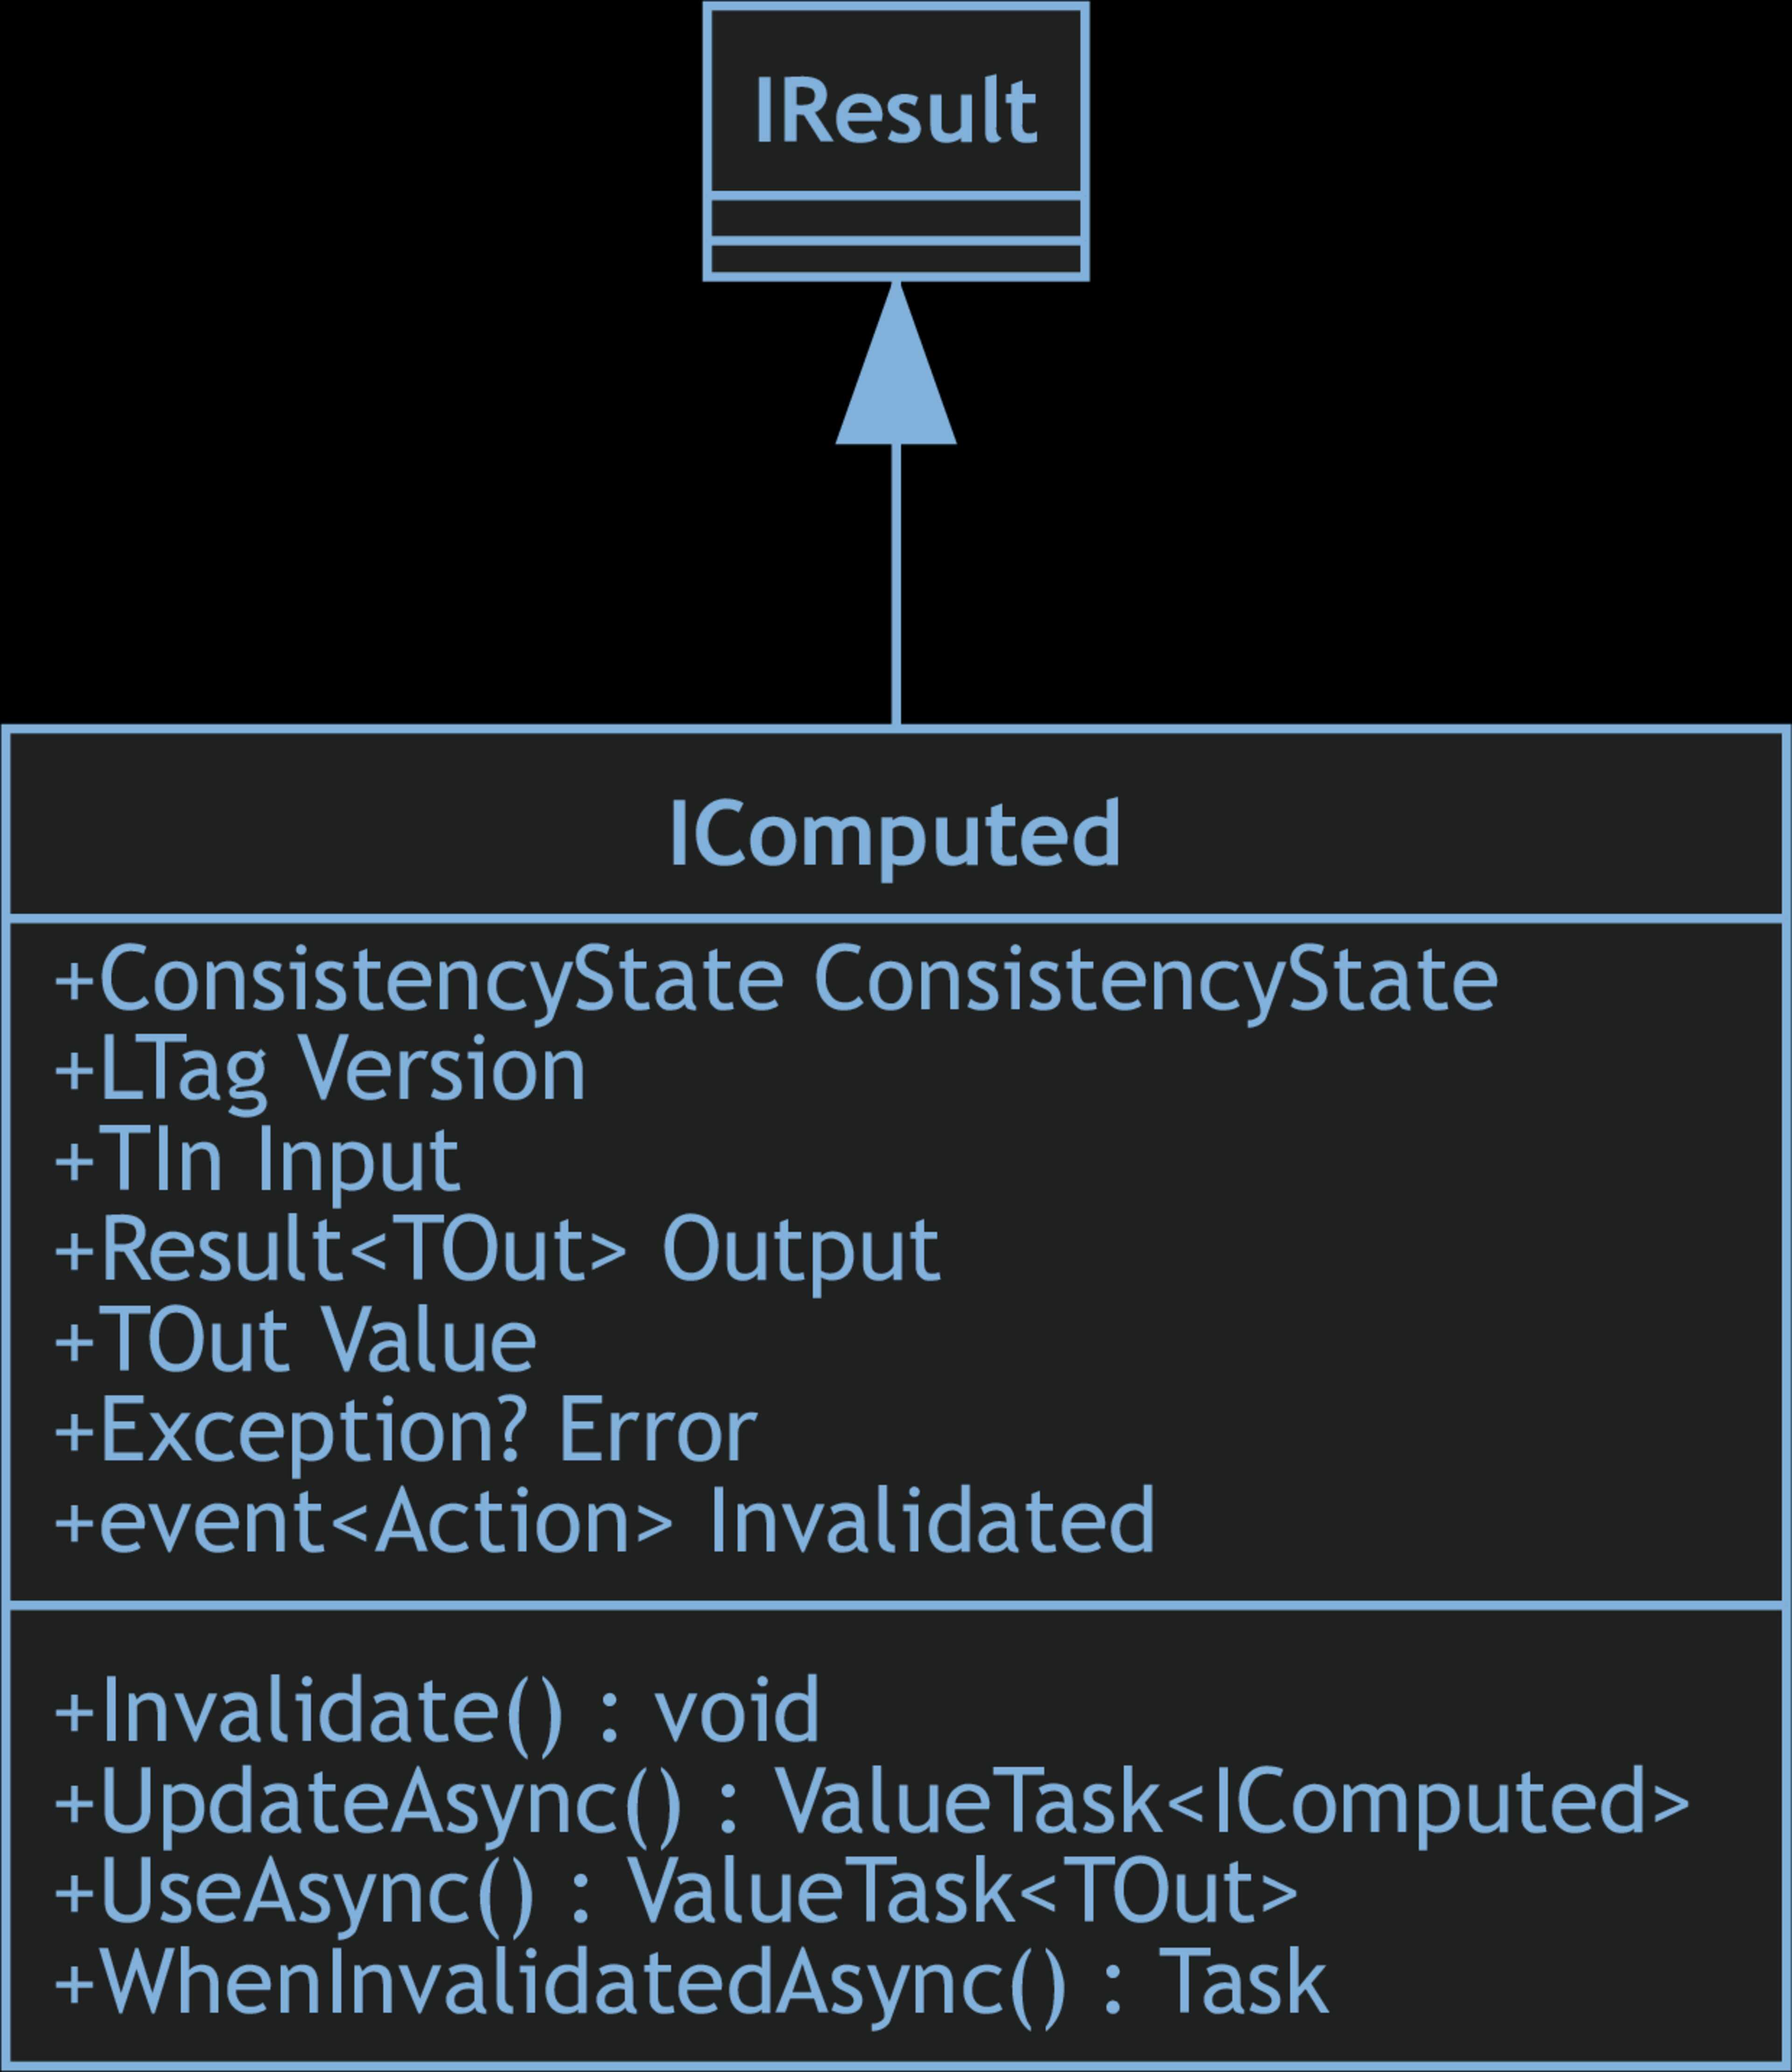 IResult
IComputed
+ConsistencyState ConsistencyState
+LTag Version
+TIn Input
+Result<TOut> Output
+TOut Value
+Exception? Error
+event<Action> Invalidated
+Invalidate() : void
+UpdateAsync() : ValueTask<IComputed>
+UseAsync() : ValueTask<TOut>
+WhenInvalidatedAsync() : Task